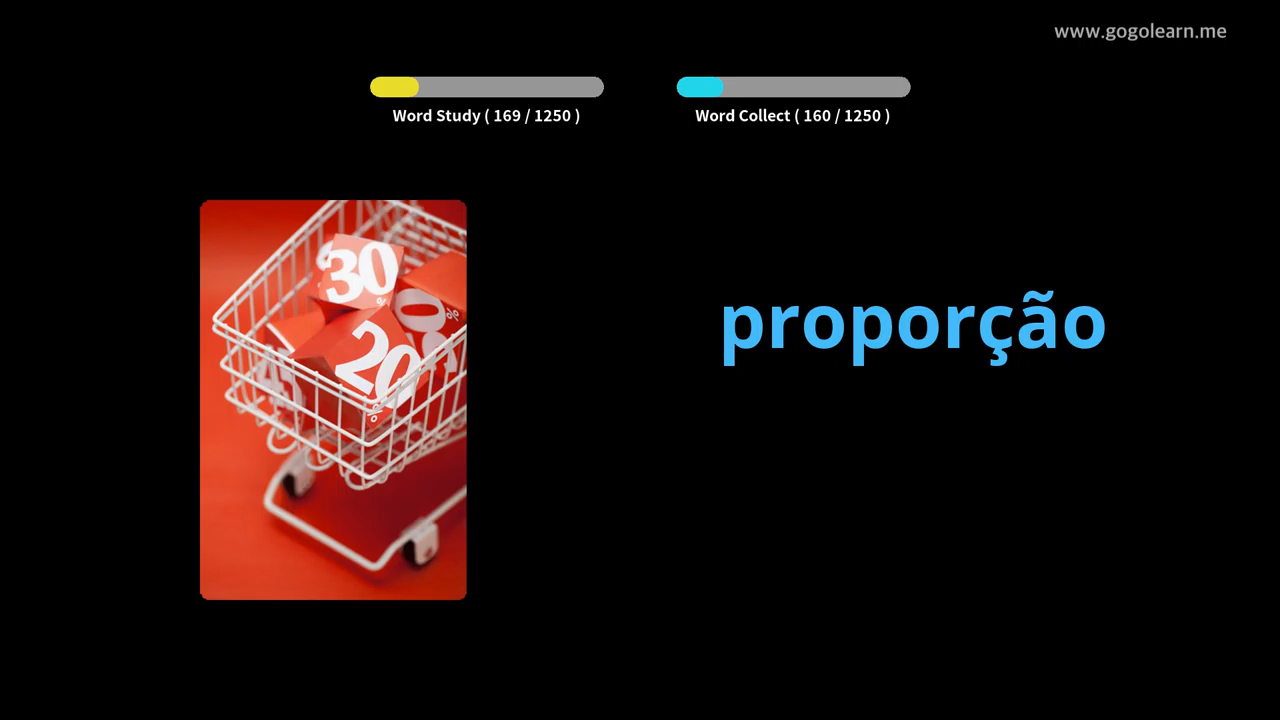 www.gogolearn.me
Word Study ( 169 / 1250 )
Word Collect ( 160 / 1250 )
30
%
20
%
%
proporção